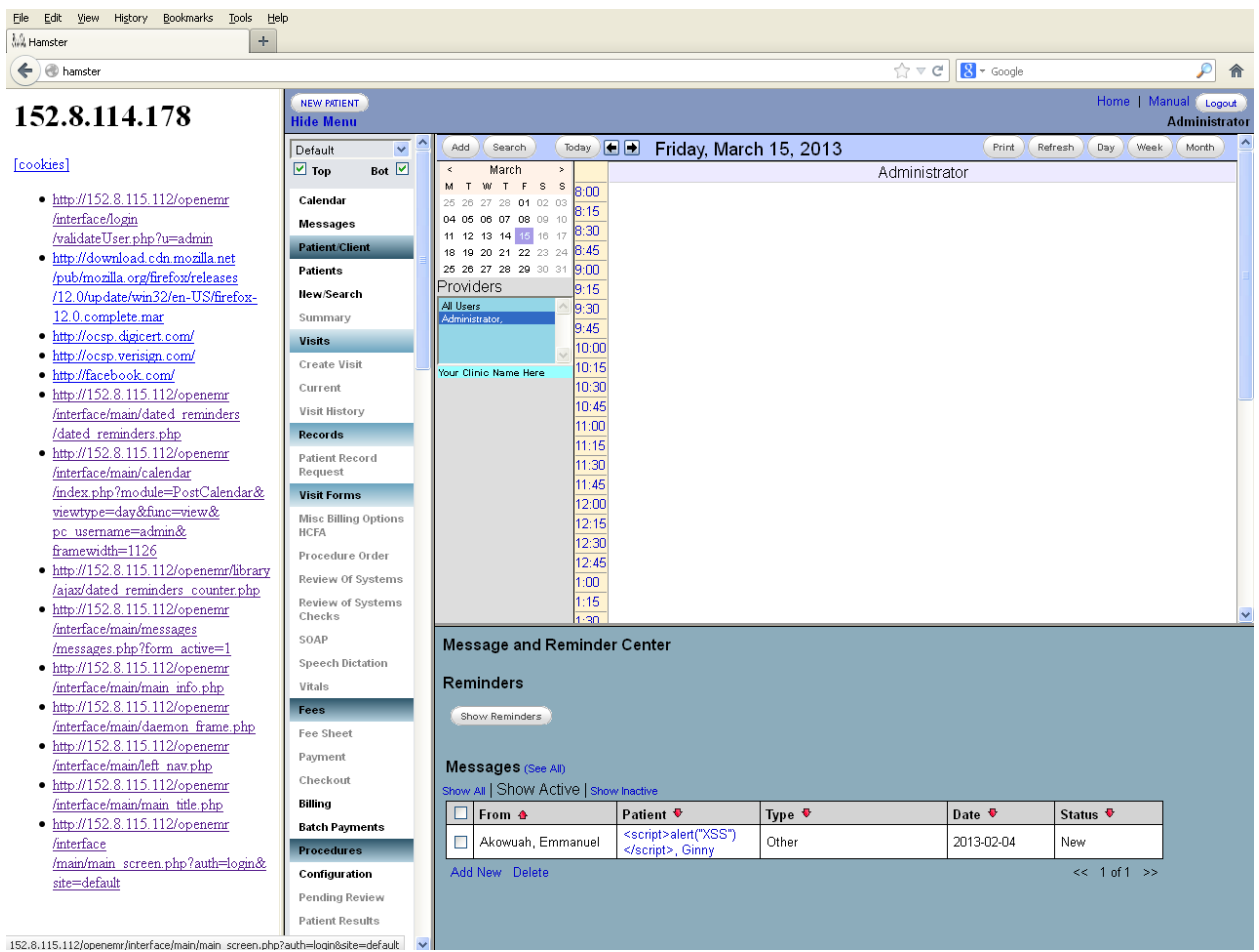 File Edit View History Bookmarks Tools Help
Hamster +
hamster Google
152.8.114.178
[cookies]
http://152.8.115.112/openemr
/interface/login
/validateUser.php?u=admin
http://download.cdn.mozilla.net
/pub/mozilla.org/firefox/releases
/12.0/update/win32/en-US/firefox-
12.0.complete.mar
http://ocsp.digicert.com/
http://ocsp.verisign.com/
http://facebook.com/
http://152.8.115.112/openemr
/interface/main/dated_reminders
/dated_reminders.php
http://152.8.115.112/openemr
/interface/main/calendar
/index.php?module=PostCalendar&
viewtype=day&func=view&
pc_username=admin&
framewidth=1126
http://152.8.115.112/openemr/library
/ajax/dated_reminders_counter.php
http://152.8.115.112/openemr
/interface/main/messages
/messages.php?form_active=1
http://152.8.115.112/openemr
/interface/main/main_info.php
http://152.8.115.112/openemr
/interface/main/daemon_frame.php
http://152.8.115.112/openemr
/interface/main/left_nav.php
http://152.8.115.112/openemr
/interface/main/main_title.php
http://152.8.115.112/openemr
/interface
/main/main_screen.php?auth=login&
site=default
152.8.115.112/openemr/interface/main/main_screen.php?auth=login&site=default
NEW PATIENT
Hide Menu
Home | Manual Logout
Administrator
Default
Top Bot
Calendar
Messages
Patient/Client
Patients
New/Search
Summary
Visits
Create Visit
Current
Visit History
Records
Patient Record
Request
Visit Forms
Misc Billing Options
HCFA
Procedure Order
Review Of Systems
Review of Systems
Checks
SOAP
Speech Dictation
Vitals
Fees
Fee Sheet
Payment
Checkout
Billing
Batch Payments
Procedures
Configuration
Pending Review
Patient Results
Add Search Today Friday, March 15, 2013 Print Refresh Day Week Month
< March >
M T W T F S S
25 26 27 28 01 02 03
04 05 06 07 08 09 10
11 12 13 14 15 16 17
18 19 20 21 22 23 24
25 26 27 28 29 30 31
Providers
All Users
Administrator,
Your Clinic Name Here
Administrator
8:00
8:15
8:30
8:45
9:00
9:15
9:30
9:45
10:00
10:15
10:30
10:45
11:00
11:15
11:30
11:45
12:00
12:15
12:30
12:45
1:00
1:15
1:30
Message and Reminder Center
Reminders
Show Reminders
Messages (See All)
Show All | Show Active | Show Inactive
From Patient Type Date Status
Akowuah, Emmanuel <script>alert("XSS") Other 2013-02-04 New
</script>, Ginny
Add New Delete << 1 of 1 >>